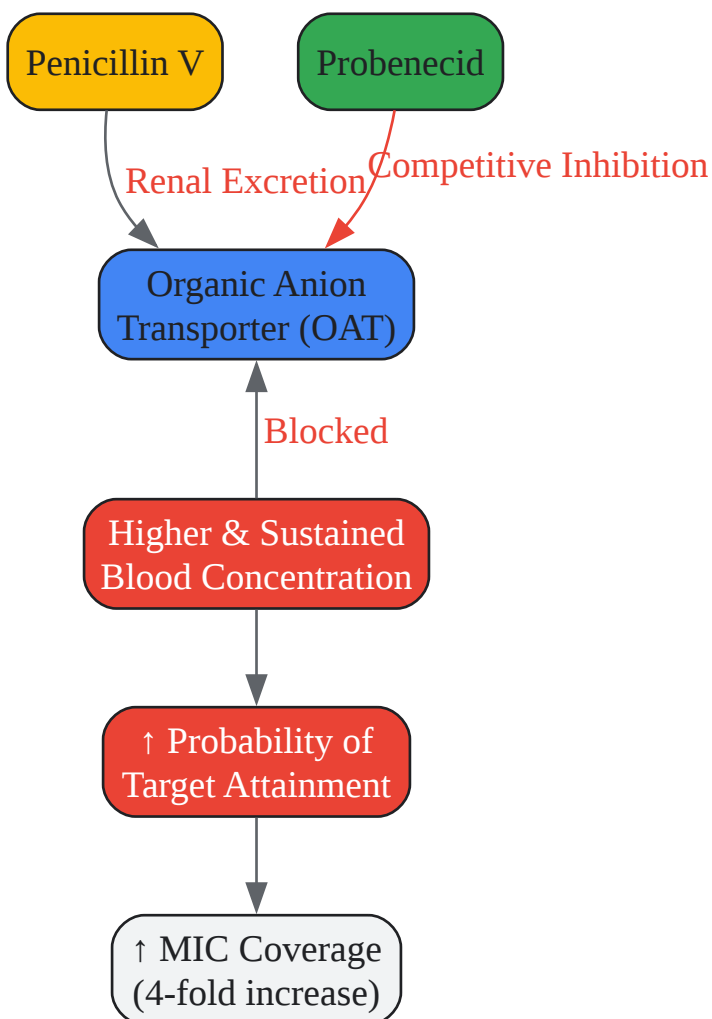 Penicillin V
Probenecid
Renal Excretion
Competitive Inhibition
Organic Anion
Transporter (OAT)
Blocked
Higher & Sustained
Blood Concentration
↑ Probability of
Target Attainment
↑ MIC Coverage
(4-fold increase)